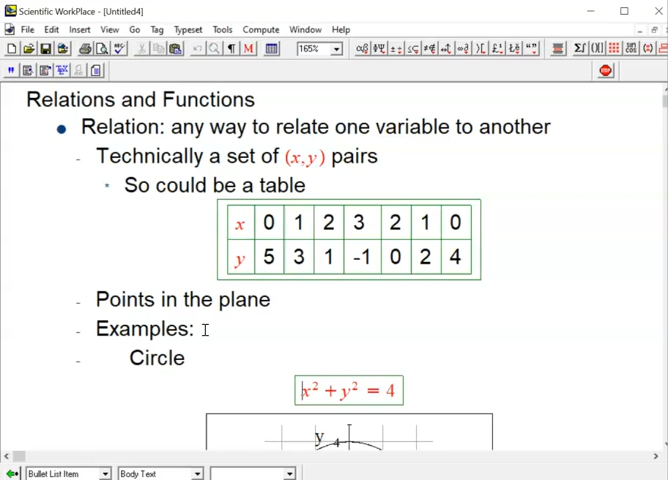 Scientific WorkPlace - [Untitled4]
File Edit Insert View Go Tag Tools Compute Window Help
165%
Relations and Functions
• Relation: any way to relate one variable to another
- Technically a set of (x,y) pairs
* So could be a table
x 0 1 2 3 2 1 0
y 5 3 1 -1 0 2 4
- Points in the plane
- Examples:
- Circle
x² + y² = 4
y 4
Bullet List Item Body Text